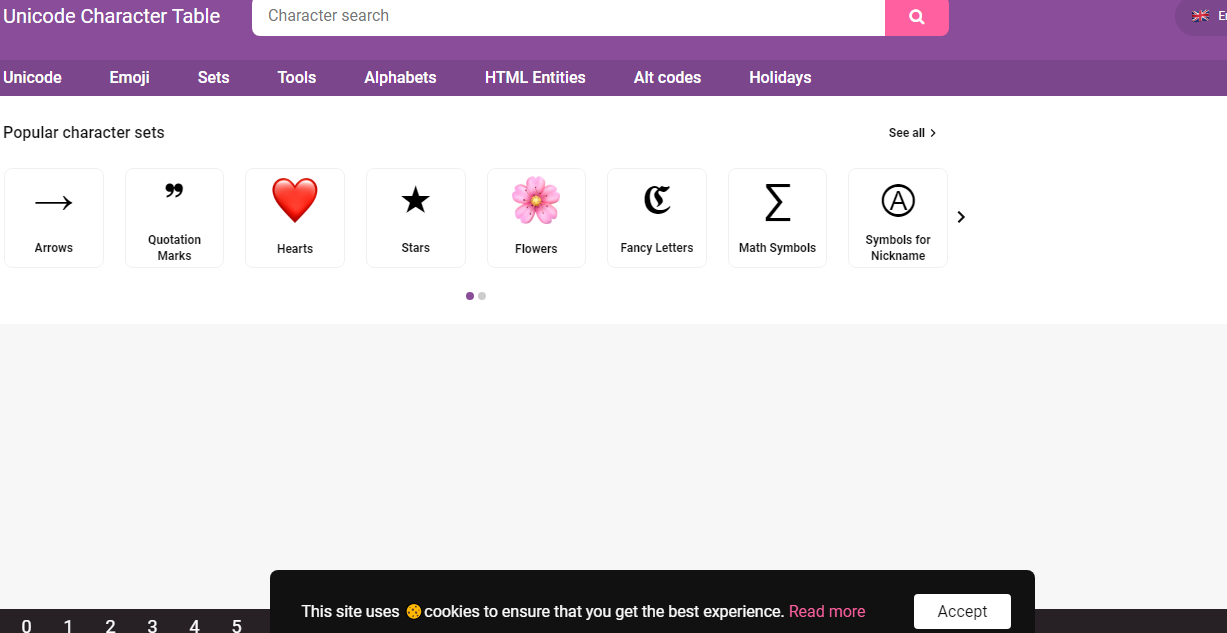 Unicode Character Table
Character search
Unicode Emoji Sets Tools Alphabets HTML Entities Alt codes Holidays
Popular character sets
See all
→
Arrows
❞
Quotation
Marks
❤️
Hearts
★
Stars
🌸
Flowers
ℭ
Fancy Letters
∑
Math Symbols
Ⓐ
Symbols for
Nickname
This site uses 🍪cookies to ensure that you get the best experience. Read more
Accept
0 1 2 3 4 5